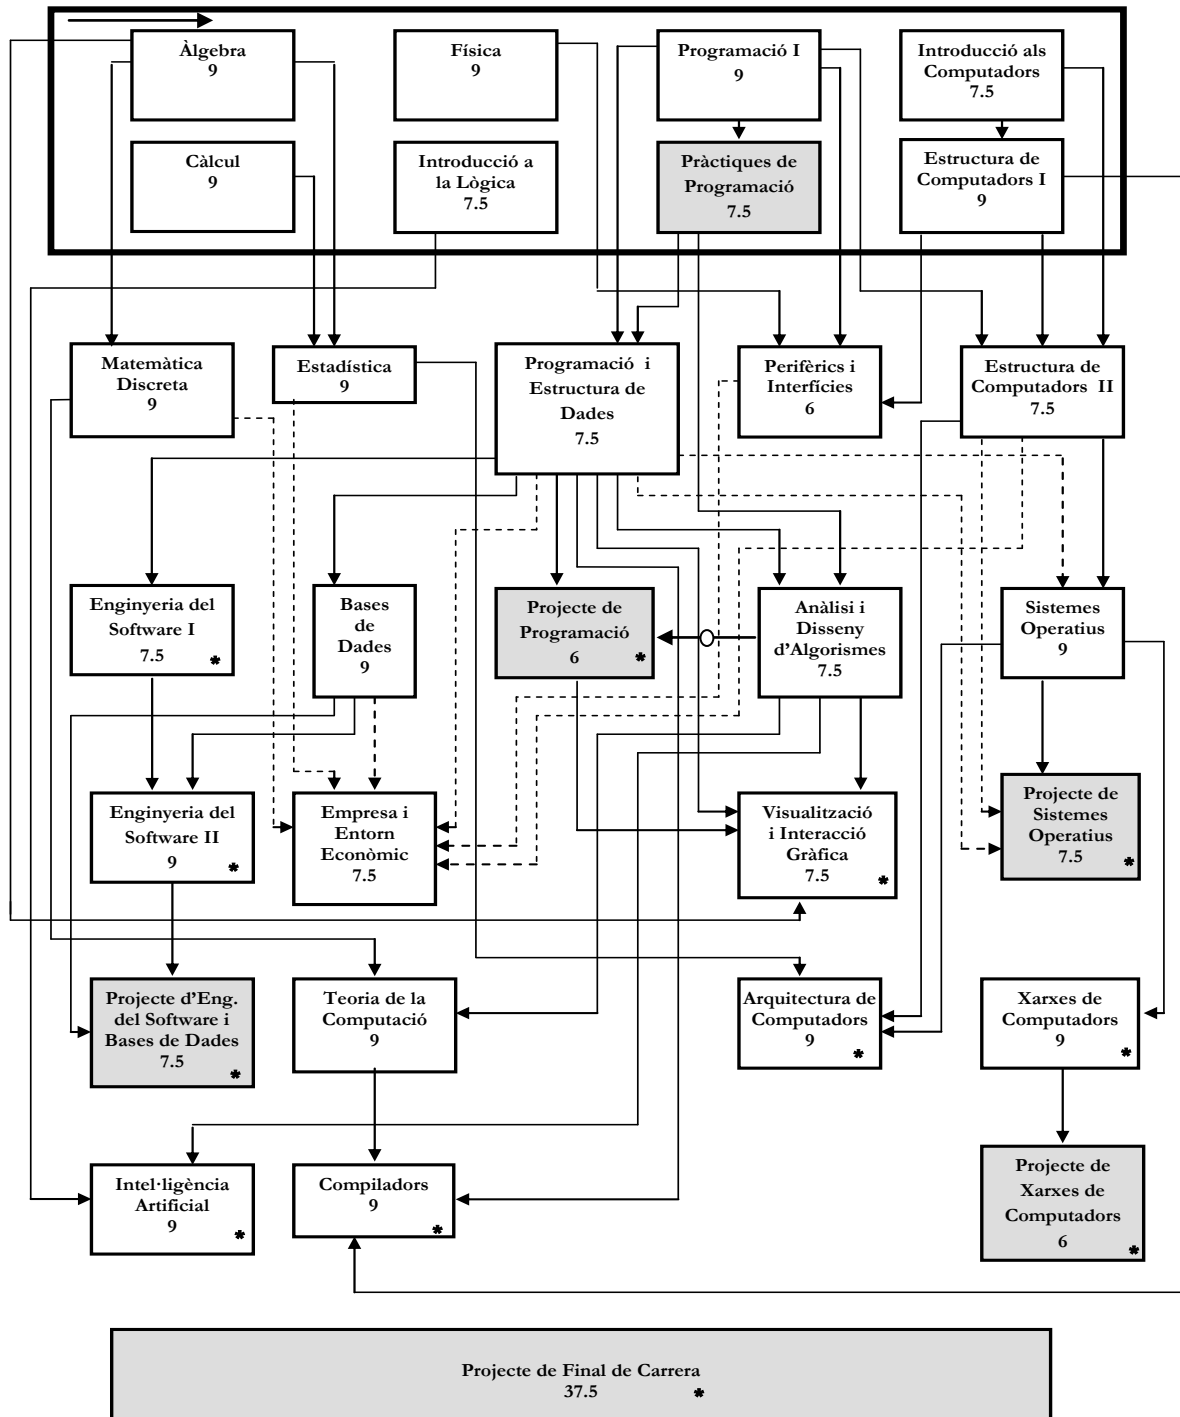 Àlgebra
9
Física
9
Programació I
9
Introducció als
Computadors
7.5
Càlcul
9
Introducció a
la Lògica
7.5
Pràctiques de
Programació
7.5
Estructura de
Computadors I
9
Matemàtica
Discreta
9
Estadística
9
Programació i
Estructura de
Dades
7.5
Perifèrics i
Interfícies
6
Estructura de
Computadors II
7.5
Enginyeria del
Software I
7.5 *
Bases
de
Dades
9
Projecte de
Programació
6 *
Anàlisi i
Disseny
d'Algorismes
7.5
Sistemes
Operatius
9
Enginyeria del
Software II
9 *
Empresa i
Entorn
Econòmic
7.5
Visualització
i Interacció
Gràfica
7.5 *
Projecte de
Sistemes
Operatius
7.5 *
Projecte d'Eng.
del Software i
Bases de Dades
7.5 *
Teoria de la
Computació
9
Arquitectura de
Computadors
9 *
Xarxes de
Computadors
9 *
Intel·ligència
Artificial
9 *
Compiladors
9 *
Projecte de
Xarxes de
Computadors
6 *
Projecte de Final de Carrera
37.5 *